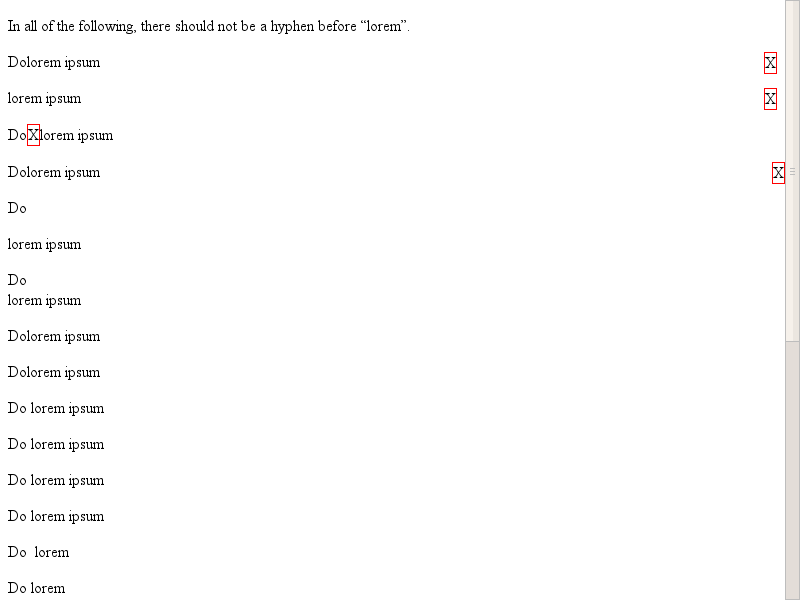 In all of the following, there should not be a hyphen before “lorem”.
Dolorem ipsum X
lorem ipsum X
DoXlorem ipsum
Dolorem ipsum X
Do
lorem ipsum
Do
lorem ipsum
Dolorem ipsum
Dolorem ipsum
Do lorem ipsum
Do lorem ipsum
Do lorem ipsum
Do lorem ipsum
Do  lorem
Do lorem